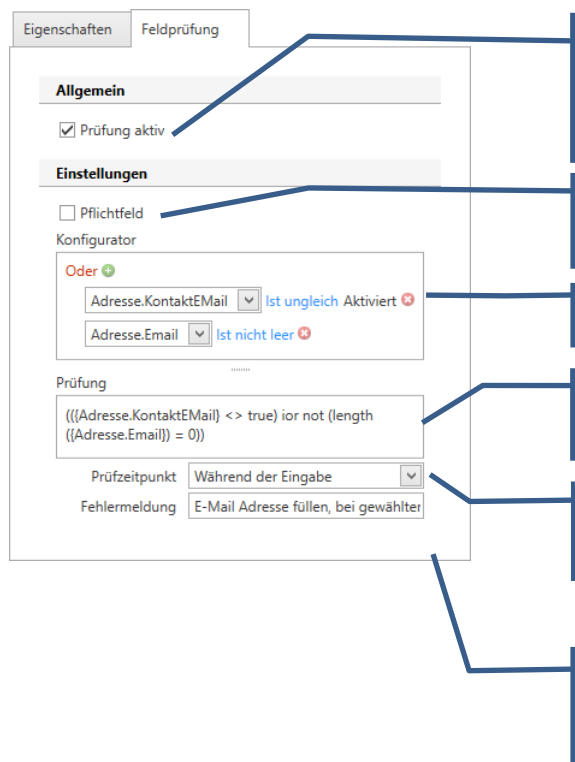 Eigenschaften
Feldprüfung
Allgemein
Prüfung aktiv
Einstellungen
Pflichtfeld
Konfigurator
Oder
Adresse.KontaktEMail Ist ungleich Aktiviert
Adresse.Email Ist nicht leer
Prüfung
(({Adresse.KontaktEMail} <> true) ior not (length
({Adresse.Email}) = 0))
Prüfzeitpunkt Während der Eingabe
Fehlermeldung E-Mail Adresse füllen, bei gewählter